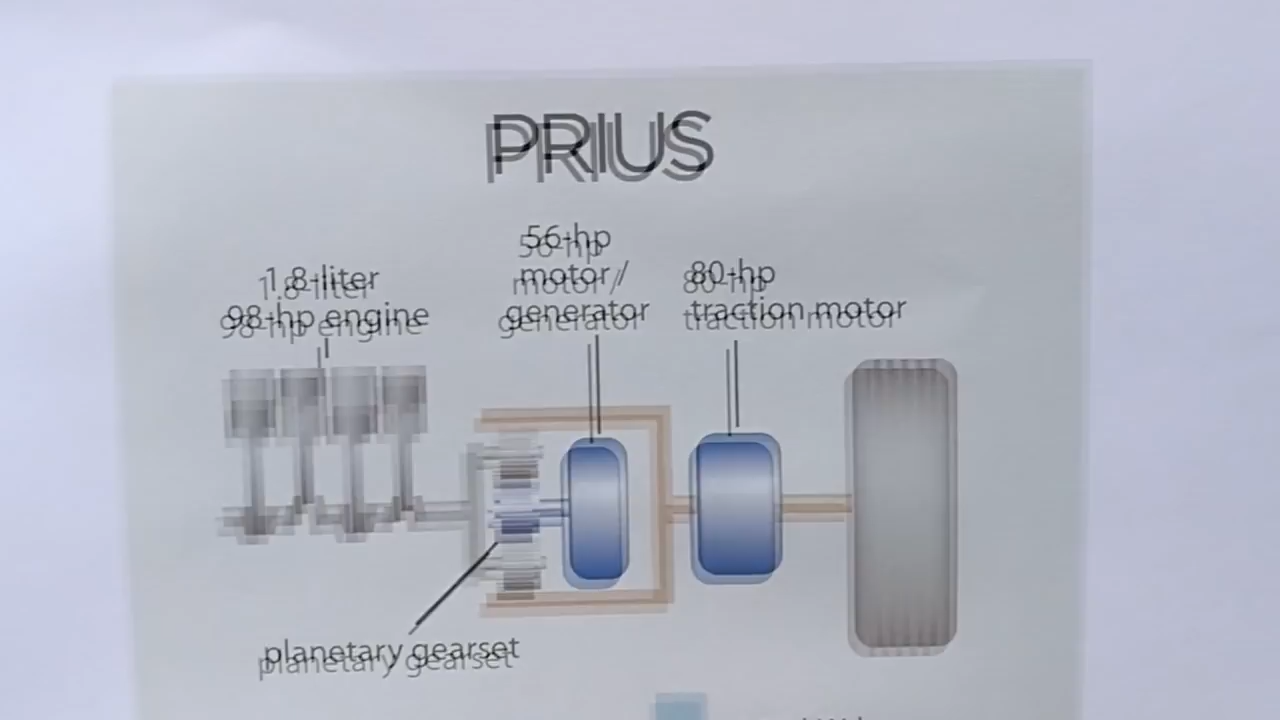 PRIUS
1.8-liter
98-hp engine
56-hp
motor/
generator
80-hp
traction motor
planetary gearset